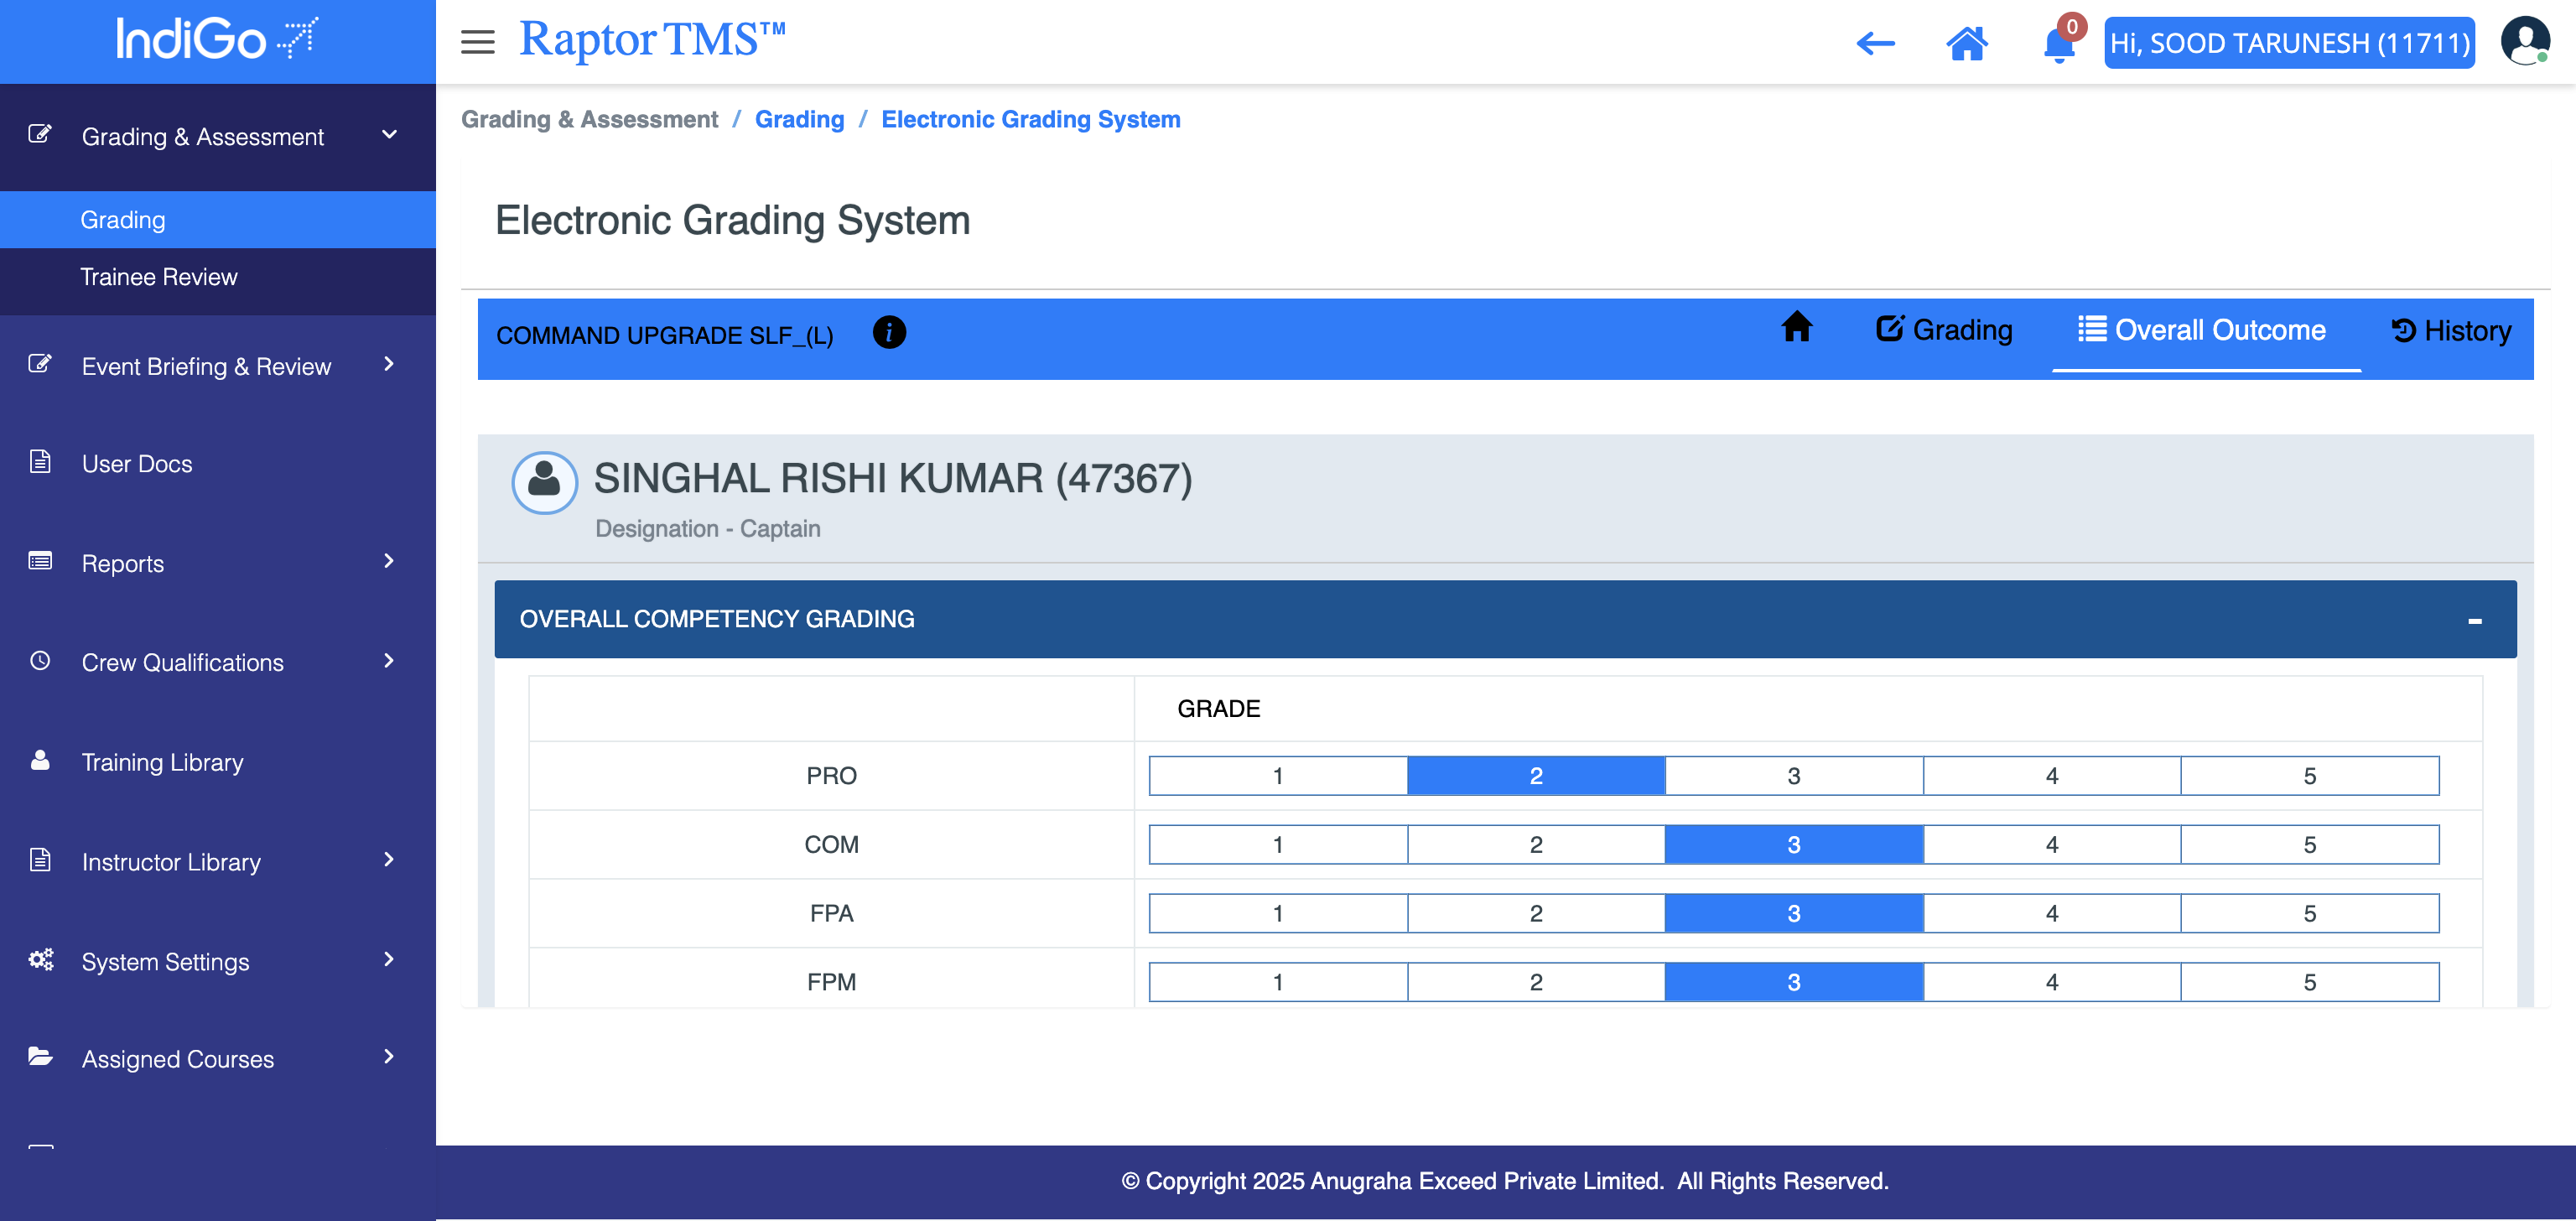 IndiGo
Raptor TMS™
0
Hi, SOOD TARUNESH (11711)
Grading & Assessment
Grading
Trainee Review
Event Briefing & Review
User Docs
Reports
Crew Qualifications
Training Library
Instructor Library
System Settings
Assigned Courses
Grading & Assessment / Grading / Electronic Grading System
Electronic Grading System
COMMAND UPGRADE SLF_(L) i Grading Overall Outcome History
SINGHAL RISHI KUMAR (47367)
Designation - Captain
OVERALL COMPETENCY GRADING -
GRADE
PRO 1 2 3 4 5
COM 1 2 3 4 5
FPA 1 2 3 4 5
FPM 1 2 3 4 5
© Copyright 2025 Anugraha Exceed Private Limited. All Rights Reserved.